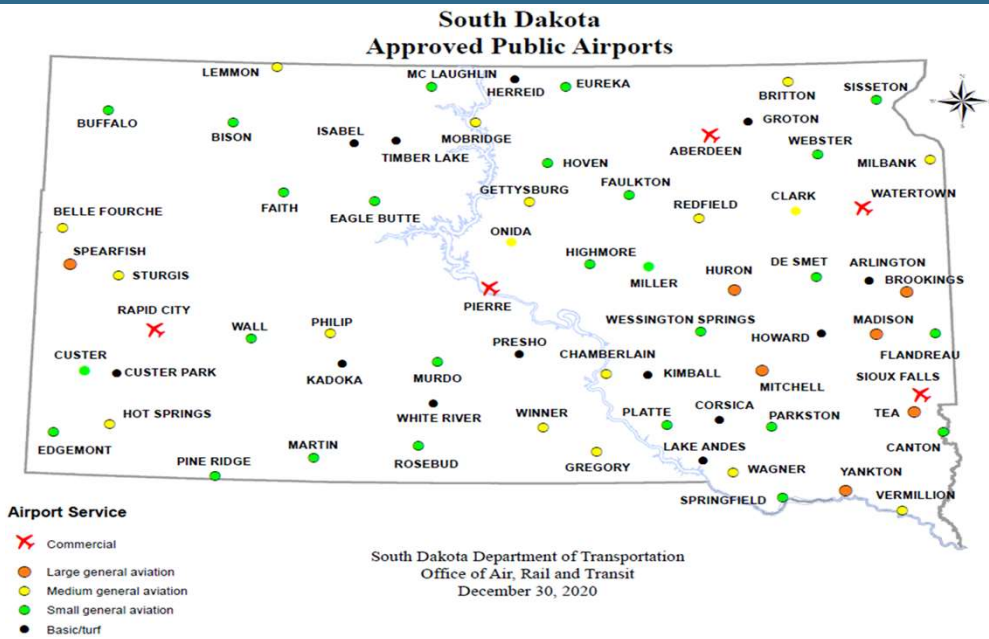 South Dakota
Approved Public Airports
LEMMON
MC LAUGHLIN
HERREID
EUREKA
BRITTON
SISSETON
BUFFALO
BISON
ISABEL
TIMBER LAKE
MOBRIDGE
GROTON
ABERDEEN
WEBSTER
HOVEN
MILBANK
FAITH
EAGLE BUTTE
GETTYSBURG
FAULKTON
REDFIELD
CLARK
WATERTOWN
BELLE FOURCHE
ONIDA
SPEARFISH
STURGIS
HIGHMORE
MILLER
HURON
DE SMET
ARLINGTON
BROOKINGS
RAPID CITY
PIERRE
WALL
PHILIP
WESSINGTON SPRINGS
MADISON
HOWARD
FLANDREAU
PRESHO
CHAMBERLAIN
CUSTER
CUSTER PARK
KADOKA
MURDO
KIMBALL
MITCHELL
SIOUX FALLS
WHITE RIVER
HOT SPRINGS
WINNER
PLATTE
CORSICA
PARKSTON
TEA
EDGEMONT
CANTON
PINE RIDGE
MARTIN
ROSEBUD
GREGORY
LAKE ANDES
WAGNER
YANKTON
SPRINGFIELD
VERMILLION
Airport Service
Commercial
Large general aviation
Medium general aviation
Small general aviation
Basic/turf
South Dakota Department of Transportation
Office of Air, Rail and Transit
December 30, 2020